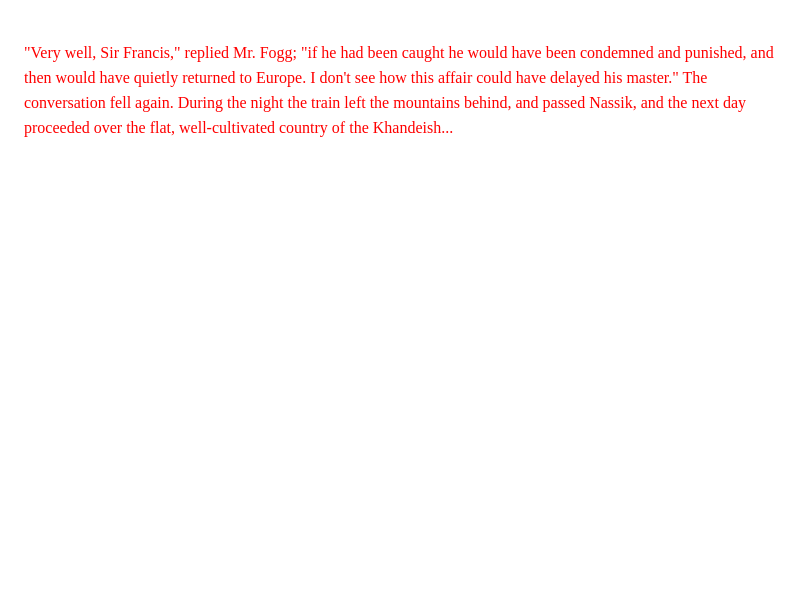 "Very well, Sir Francis," replied Mr. Fogg; "if he had been caught he would have been condemned and punished, and
then would have quietly returned to Europe. I don't see how this affair could have delayed his master." The
conversation fell again. During the night the train left the mountains behind, and passed Nassik, and the next day
proceeded over the flat, well-cultivated country of the Khandeish...